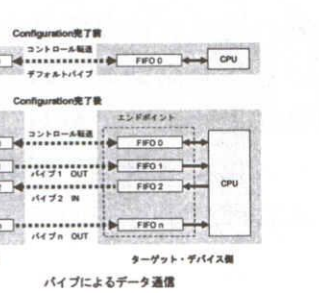 Configuration完了前
コントロール転送
FIFO 0
CPU
デフォルトパイプ
Configuration完了後
エンドポイント
コントロール転送
FIFO 0
FIFO 1
パイプ1 OUT
FIFO 2
CPU
パイプ2 IN
FIFO n
パイプn OUT
ターゲット・デバイス側
パイプによるデータ通信